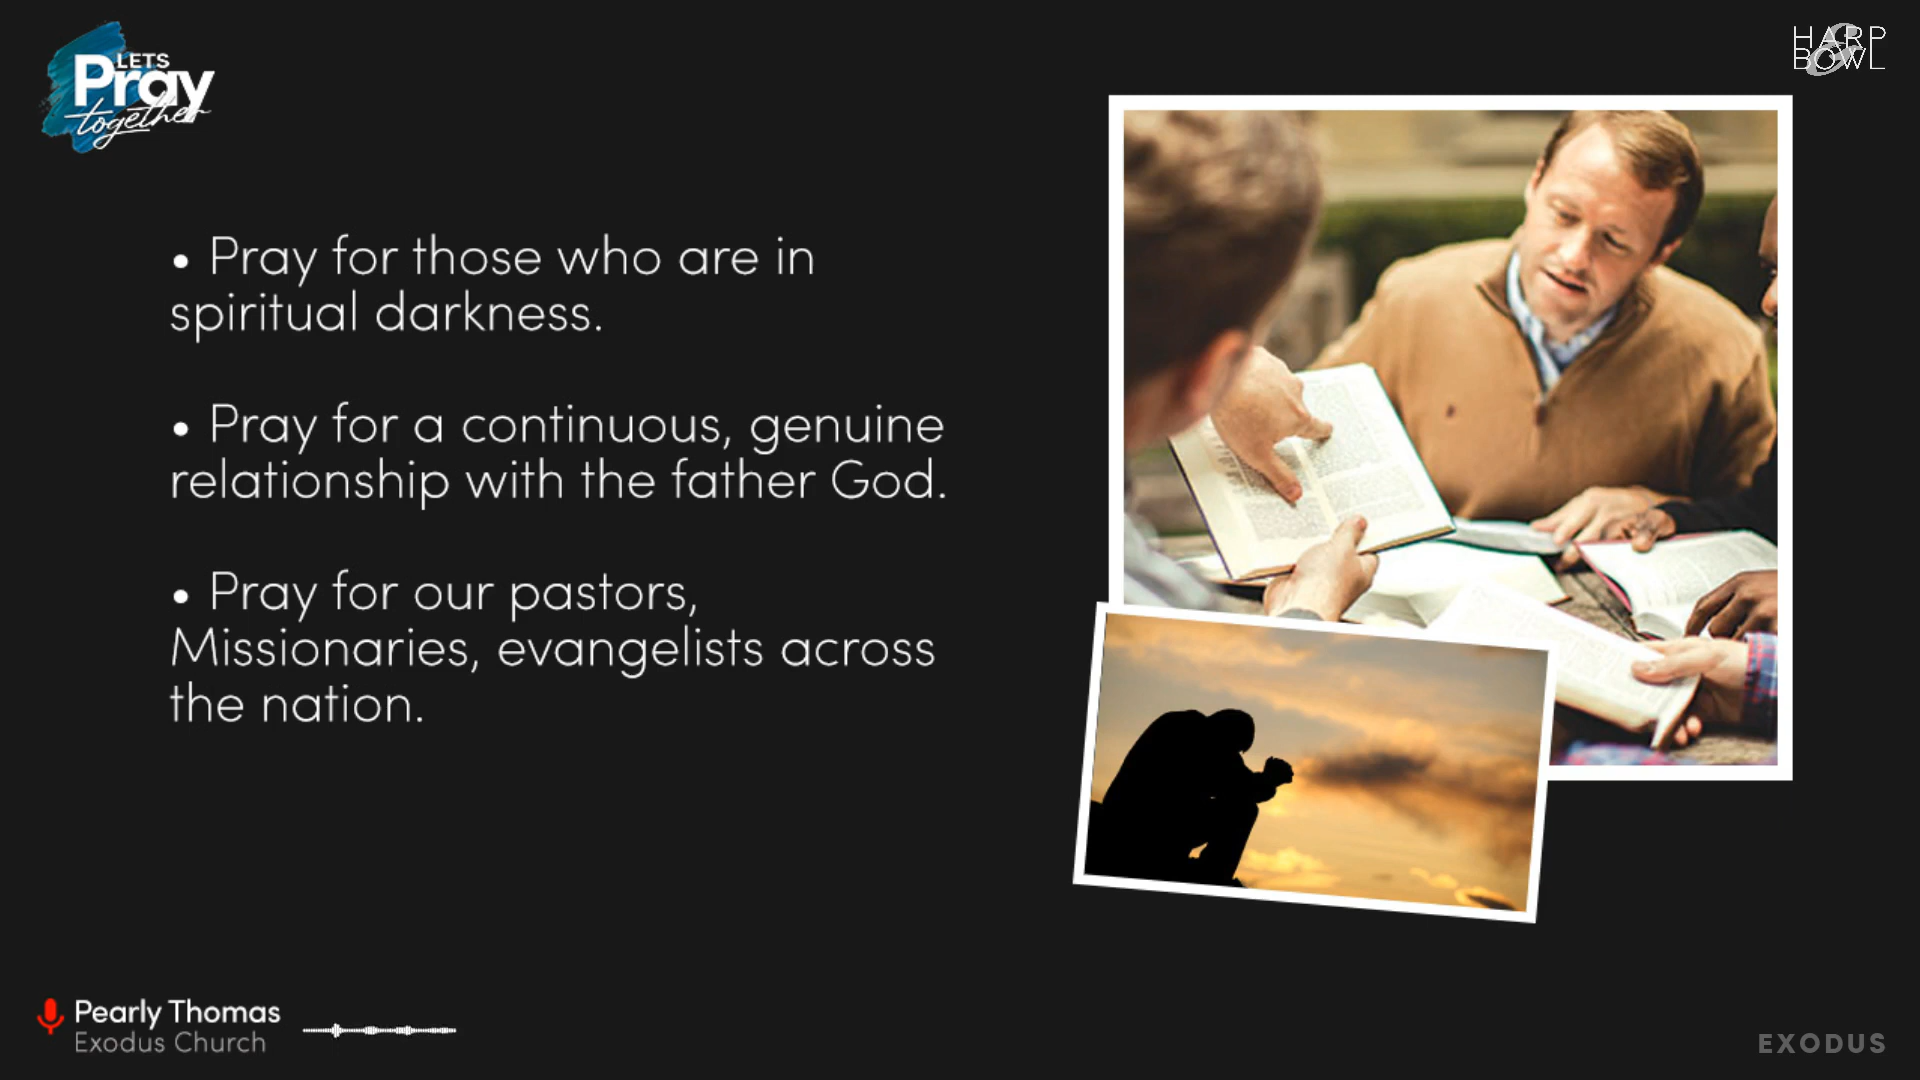 LETS
Pray
together
HARP
&
BOWL
• Pray for those who are in
spiritual darkness.
• Pray for a continuous, genuine
relationship with the father God.
• Pray for our pastors,
Missionaries, evangelists across
the nation.
Pearly Thomas
Exodus Church
EXODUS